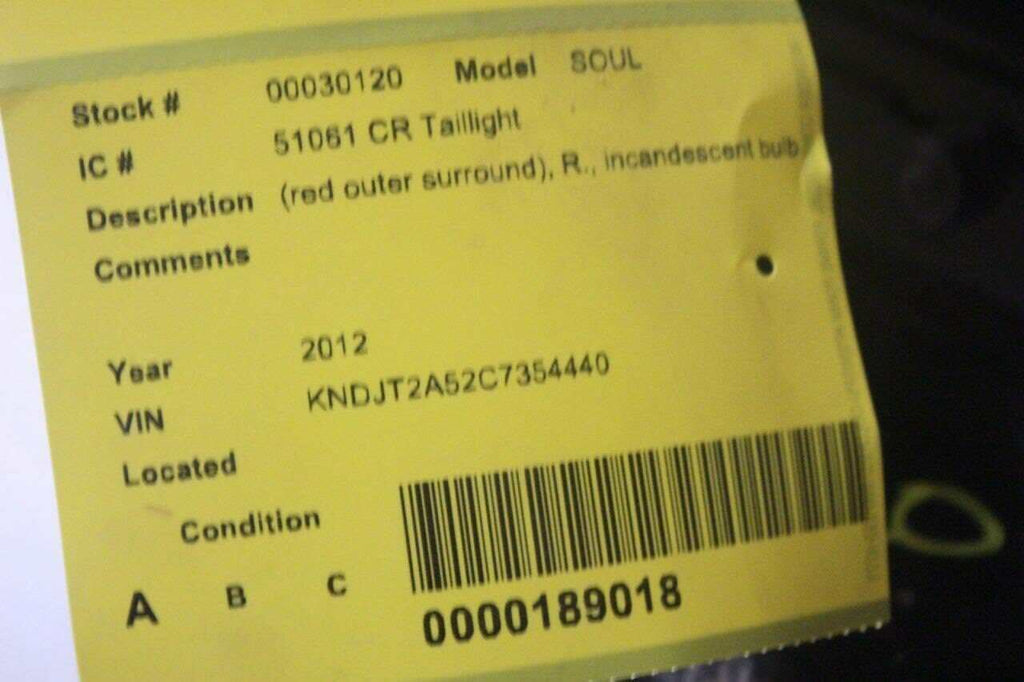 Stock # 00030120 Model SOUL
IC # 51061 CR Taillight
Description (red outer surround), R., incandescent bulb
Comments
Year 2012
VIN KNDJT2A52C7354440
Located
Condition
A B C
0000189018